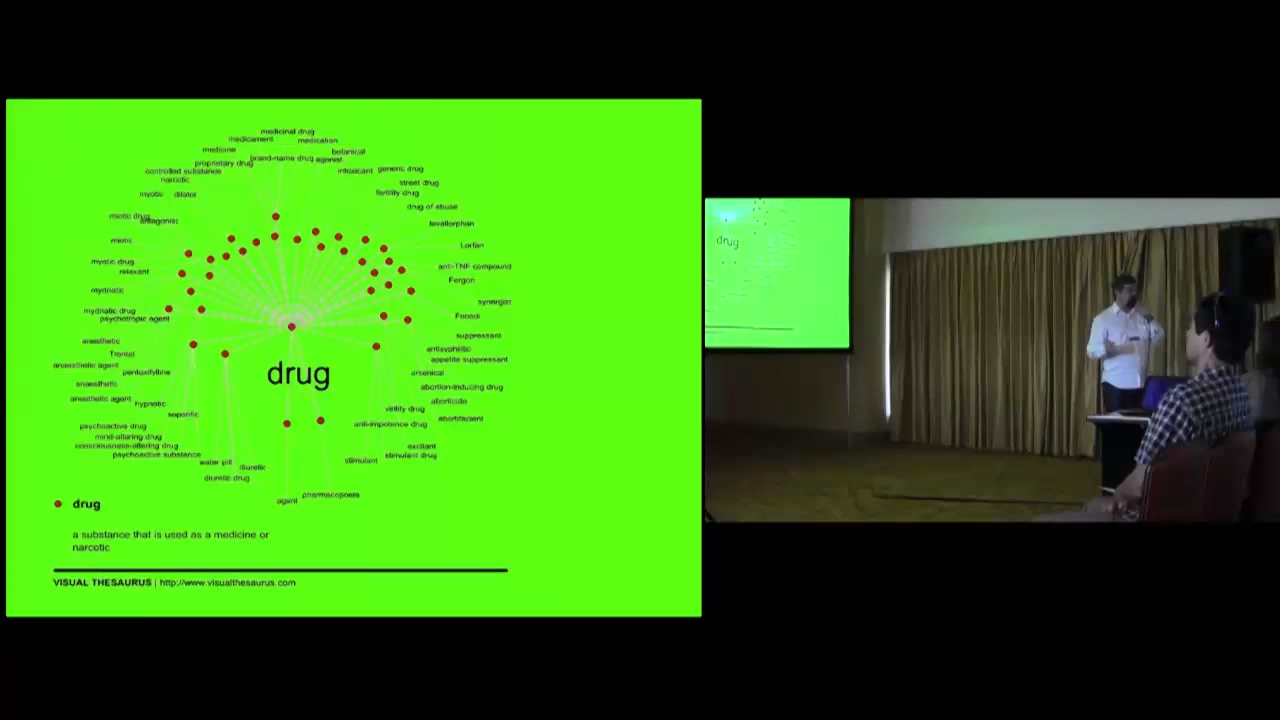 medicinal drug
medicament
medication
medicine
botanical
brand-name drug
agonist
proprietary drug
controlled substance
intoxicant
generic drug
narcotic
street drug
myotic
dilator
fertility drug
drug of abuse
miotic drug
antagonist
levallorphan
miotic
Lorfan
myotic drug
anti-TNF compound
relaxant
Fergon
mydriatic
synergist
mydriatic drug
Feosol
psychotropic agent
suppressant
anaesthetic
antisyphilitic
Trental
appetite suppressant
anaesthetic agent
pentoxifylline
arsenical
anaesthetic
abortion-inducing drug
drug
anesthetic agent
hypnotic
aborticide
virility drug
soporific
abortifacient
psychoactive drug
anti-impotence drug
mind-altering drug
consciousness-altering drug
excitant
psychoactive substance
stimulant drug
water pill
stimulant
diuretic
diuretic drug
agent
pharmacopoeia
drug
a substance that is used as a medicine or
narcotic
VISUAL THESAURUS | http://www.visualthesaurus.com
drug